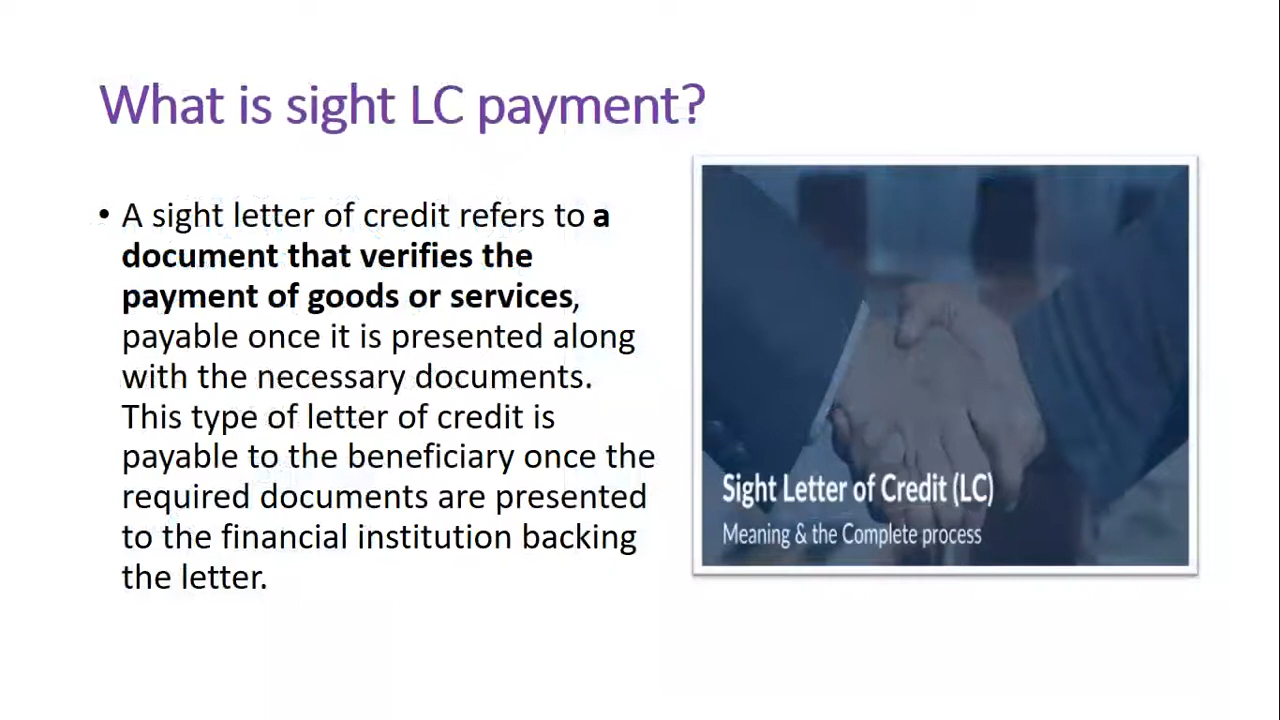 What is sight LC payment?
• A sight letter of credit refers to a
document that verifies the
payment of goods or services,
payable once it is presented along
with the necessary documents.
This type of letter of credit is
payable to the beneficiary once the
required documents are presented
to the financial institution backing
the letter.
Sight Letter of Credit (LC)
Meaning & the Complete process